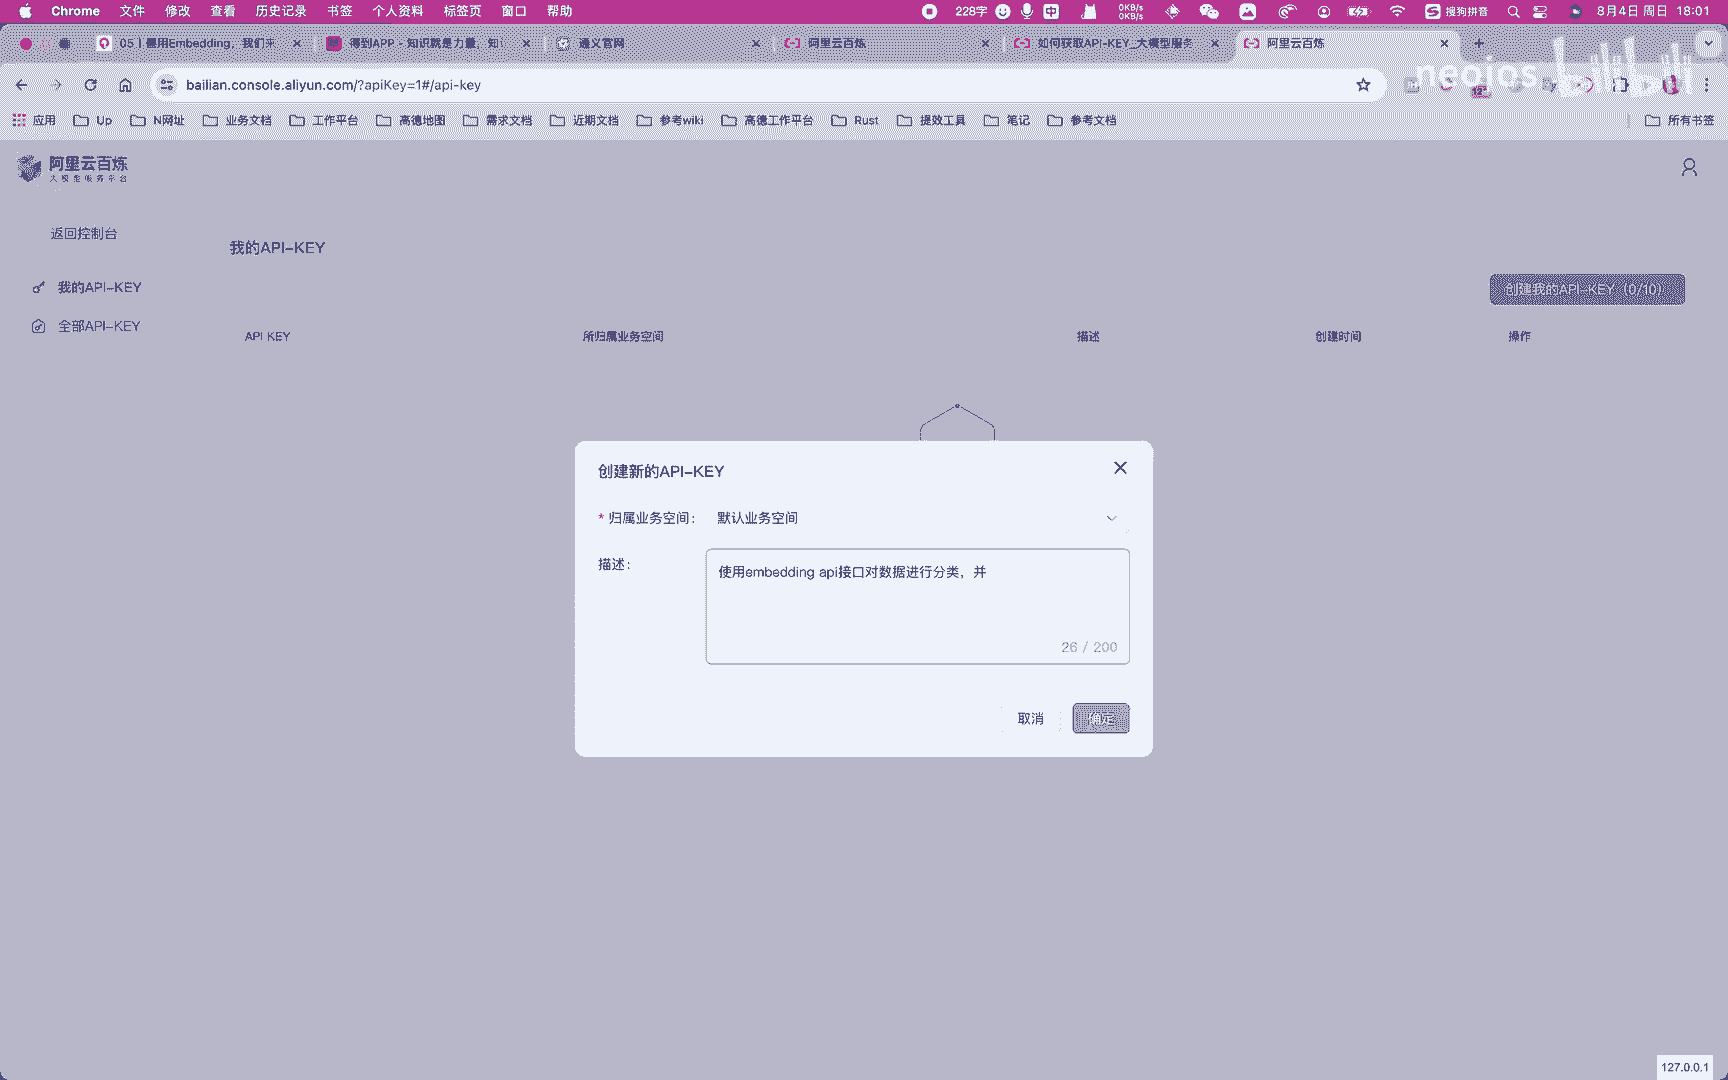 Chrome 文件 修改 查看 历史记录 书签 个人资料 标签页 窗口 帮助 228字 中 0KB/s 0KB/s S 搜狗拼音 8月4日 周日 18:01
05 | 善用Embedding，我们来 得到APP - 知识就是力量，知i 通义官网 阿里云百炼 如何获取API-KEY_大模型服务 阿里云百炼
bailian.console.aliyun.com/?apiKey=1#/api-key neojos bilibili
应用 Up N网址 业务文档 工作平台 高德地图 需求文档 近期文档 参考wiki 高德工作平台 Rust 提效工具 笔记 参考文档 所有书签
阿里云百炼
大模型服务平台
返回控制台
我的API-KEY
我的API-KEY
全部API-KEY
创建我的API-KEY（0/10）
API KEY 所归属业务空间 描述 创建时间 操作
创建新的API-KEY
* 归属业务空间： 默认业务空间
描述：
使用embedding api接口对数据进行分类，并
26 / 200
取消 确定
127.0.0.1